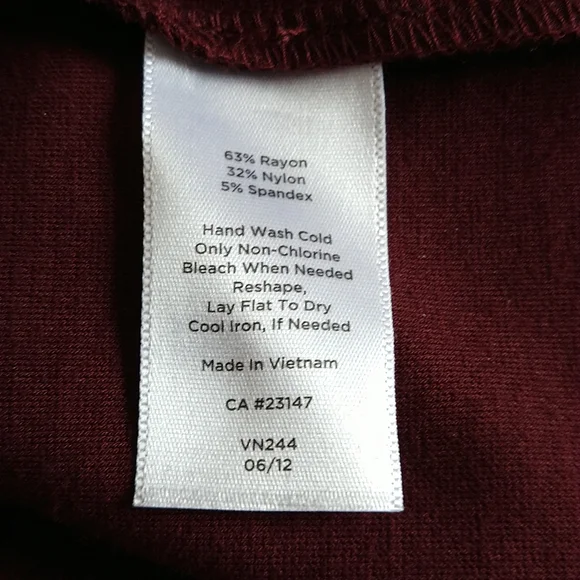 63% Rayon
32% Nylon
5% Spandex
Hand Wash Cold
Only Non-Chlorine
Bleach When Needed
Reshape,
Lay Flat To Dry
Cool Iron, If Needed
Made In Vietnam
CA #23147
VN244
06/12